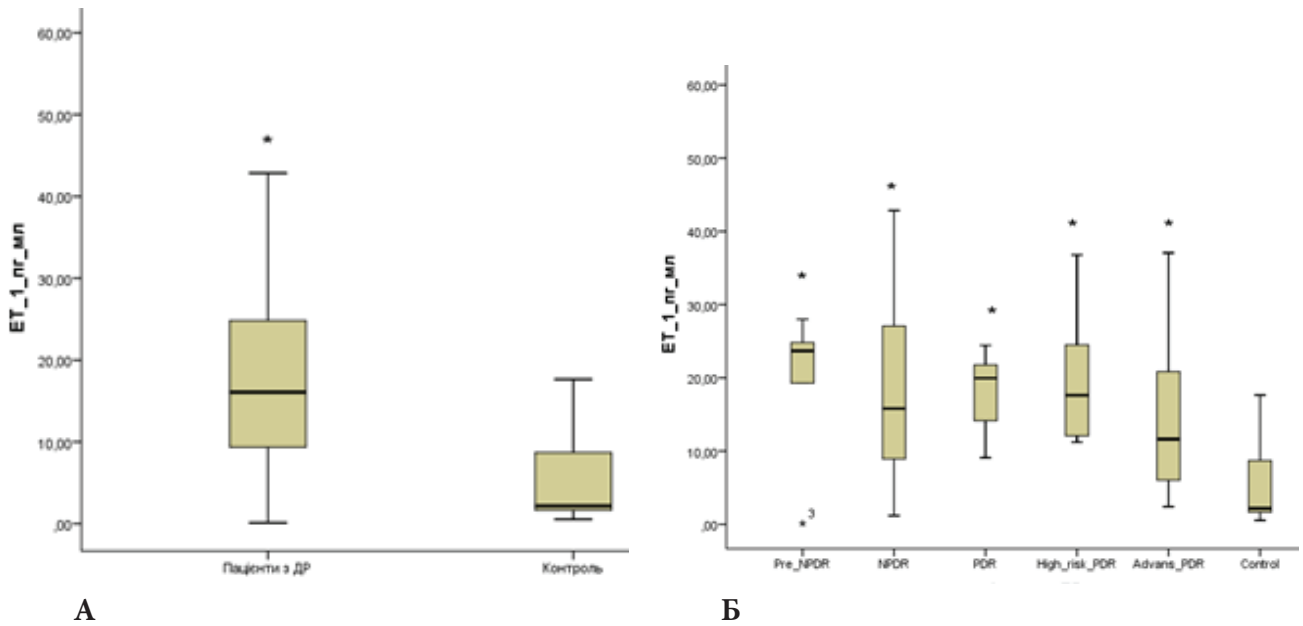 60,00
50,00
40,00
30,00
20,00
10,00
,00
ET_1_пг_мл
*
Пацієнти з ДР
Контроль
А
60,00
50,00
40,00
30,00
20,00
10,00
,00
ET_1_пг_мл
*
*
*
*
*
* 3
Pre_NPDR
NPDR
PDR
High_risk_PDR
Advans_PDR
Control
Б